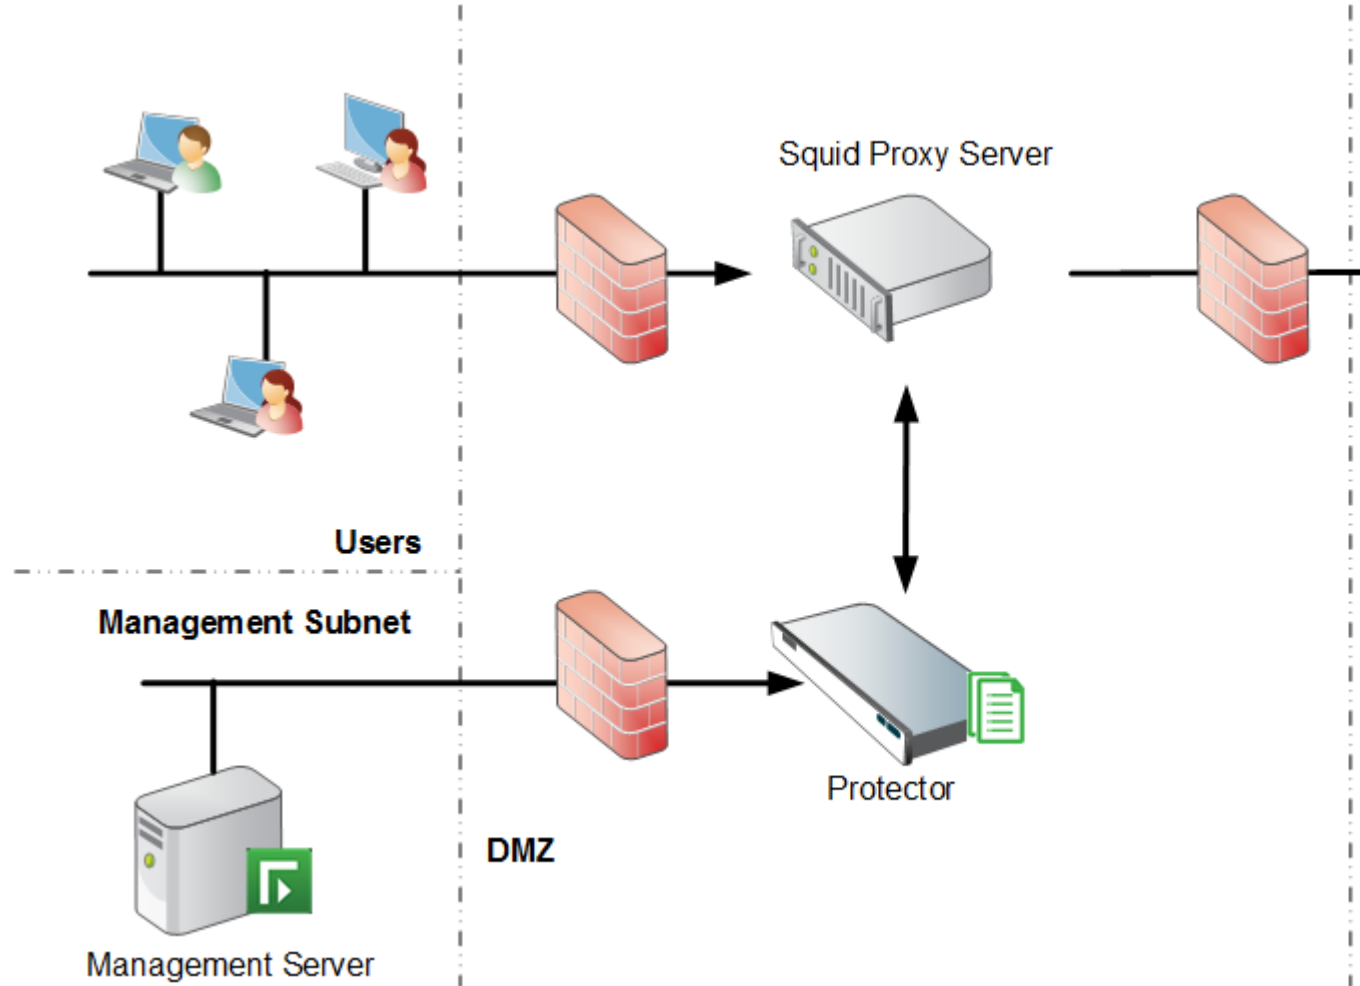 Squid Proxy Server
Users
Management Subnet
Protector
DMZ
Management Server